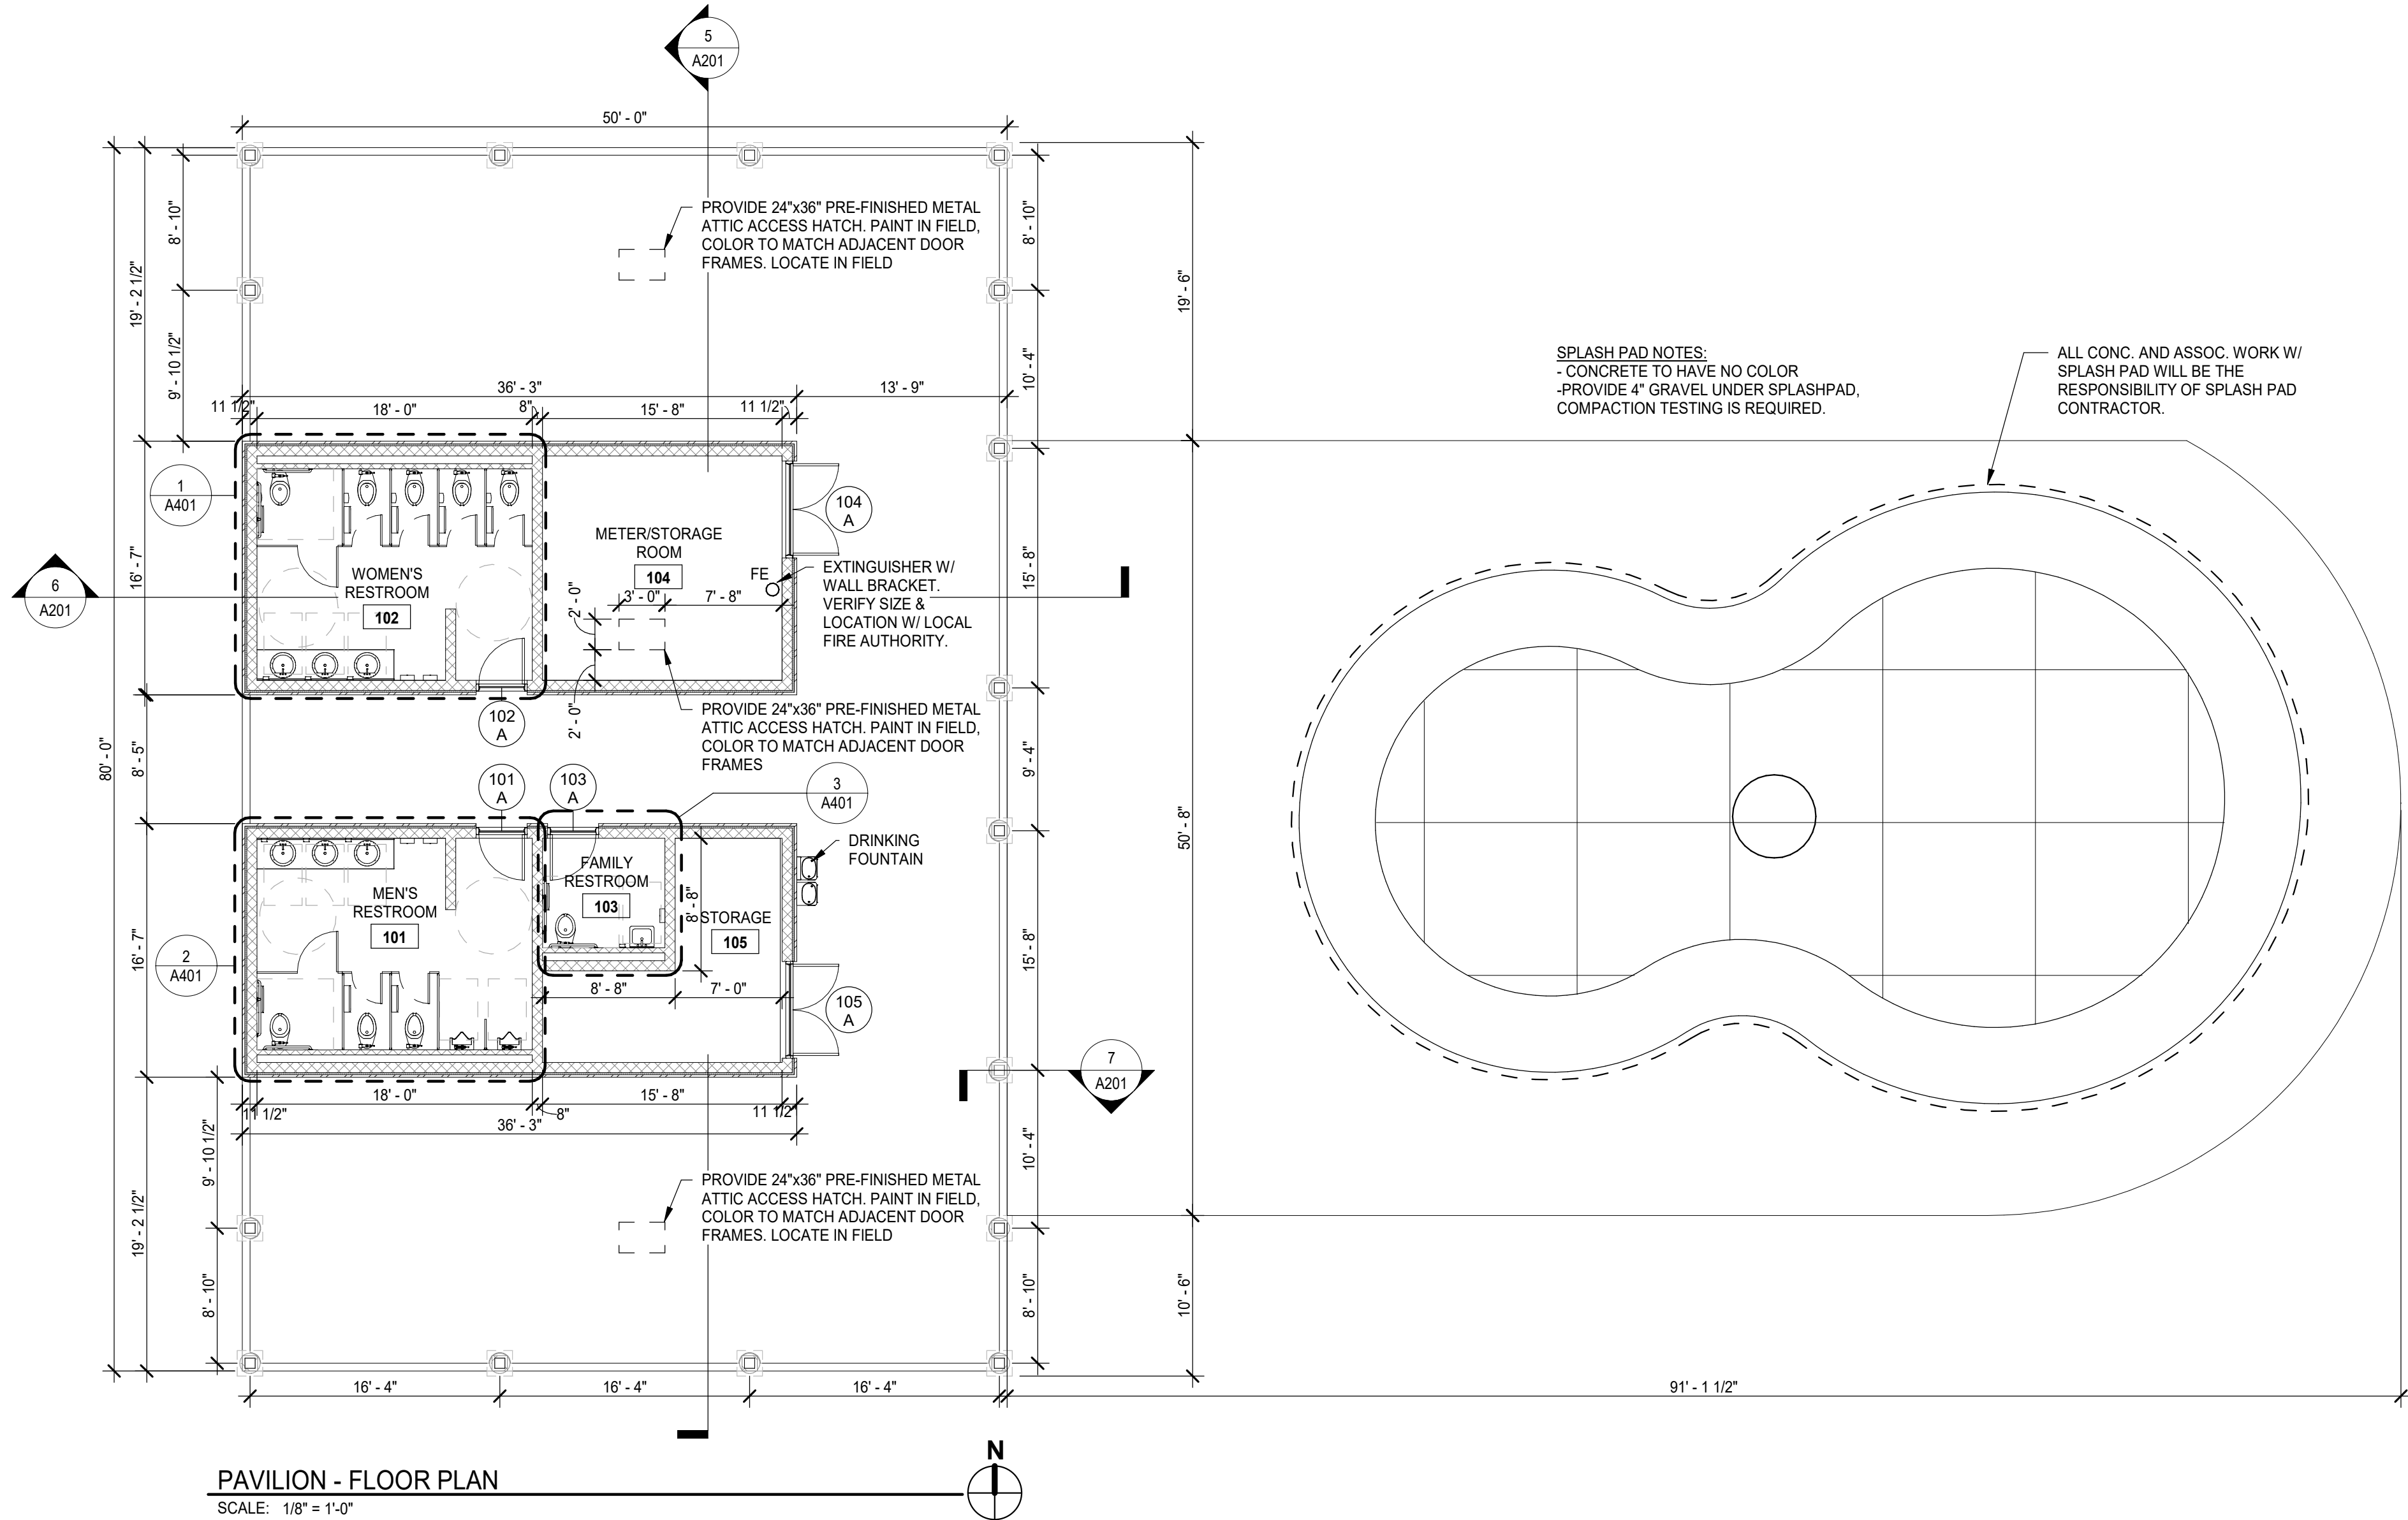 5
A201
50' - 0"
PROVIDE 24"x36" PRE-FINISHED METAL
ATTIC ACCESS HATCH. PAINT IN FIELD,
COLOR TO MATCH ADJACENT DOOR
FRAMES. LOCATE IN FIELD
8' - 10"
19' - 2 1/2"
9' - 10 1/2"
8' - 10"
10' - 4"
19' - 6"
SPLASH PAD NOTES:
- CONCRETE TO HAVE NO COLOR
-PROVIDE 4" GRAVEL UNDER SPLASHPAD,
COMPACTION TESTING IS REQUIRED.
ALL CONC. AND ASSOC. WORK W/
SPLASH PAD WILL BE THE
RESPONSIBILITY OF SPLASH PAD
CONTRACTOR.
36' - 3"
13' - 9"
11 1/2"
18' - 0"
8"
15' - 8"
11 1/2"
1
A401
104
A
METER/STORAGE
ROOM
104
FE
EXTINGUISHER W/
WALL BRACKET.
VERIFY SIZE &
LOCATION W/ LOCAL
FIRE AUTHORITY.
16' - 7"
15' - 8"
6
A201
WOMEN'S
RESTROOM
102
3' - 0"
7' - 8"
2' - 0"
2' - 0"
102
A
PROVIDE 24"x36" PRE-FINISHED METAL
ATTIC ACCESS HATCH. PAINT IN FIELD,
COLOR TO MATCH ADJACENT DOOR
FRAMES
80' - 0"
8' - 5"
9' - 4"
101
A
103
A
3
A401
50' - 8"
DRINKING
FOUNTAIN
FAMILY
RESTROOM
103
8' - 8"
MEN'S
RESTROOM
101
STORAGE
105
2
A401
16' - 7"
15' - 8"
8' - 8"
7' - 0"
105
A
7
A201
18' - 0"
15' - 8"
11 1/2"
8"
11 1/2"
36' - 3"
9' - 10 1/2"
19' - 2 1/2"
8' - 10"
10' - 4"
8' - 10"
10' - 6"
PROVIDE 24"x36" PRE-FINISHED METAL
ATTIC ACCESS HATCH. PAINT IN FIELD,
COLOR TO MATCH ADJACENT DOOR
FRAMES. LOCATE IN FIELD
16' - 4"
16' - 4"
16' - 4"
91' - 1 1/2"
N
PAVILION - FLOOR PLAN
SCALE: 1/8" = 1'-0"